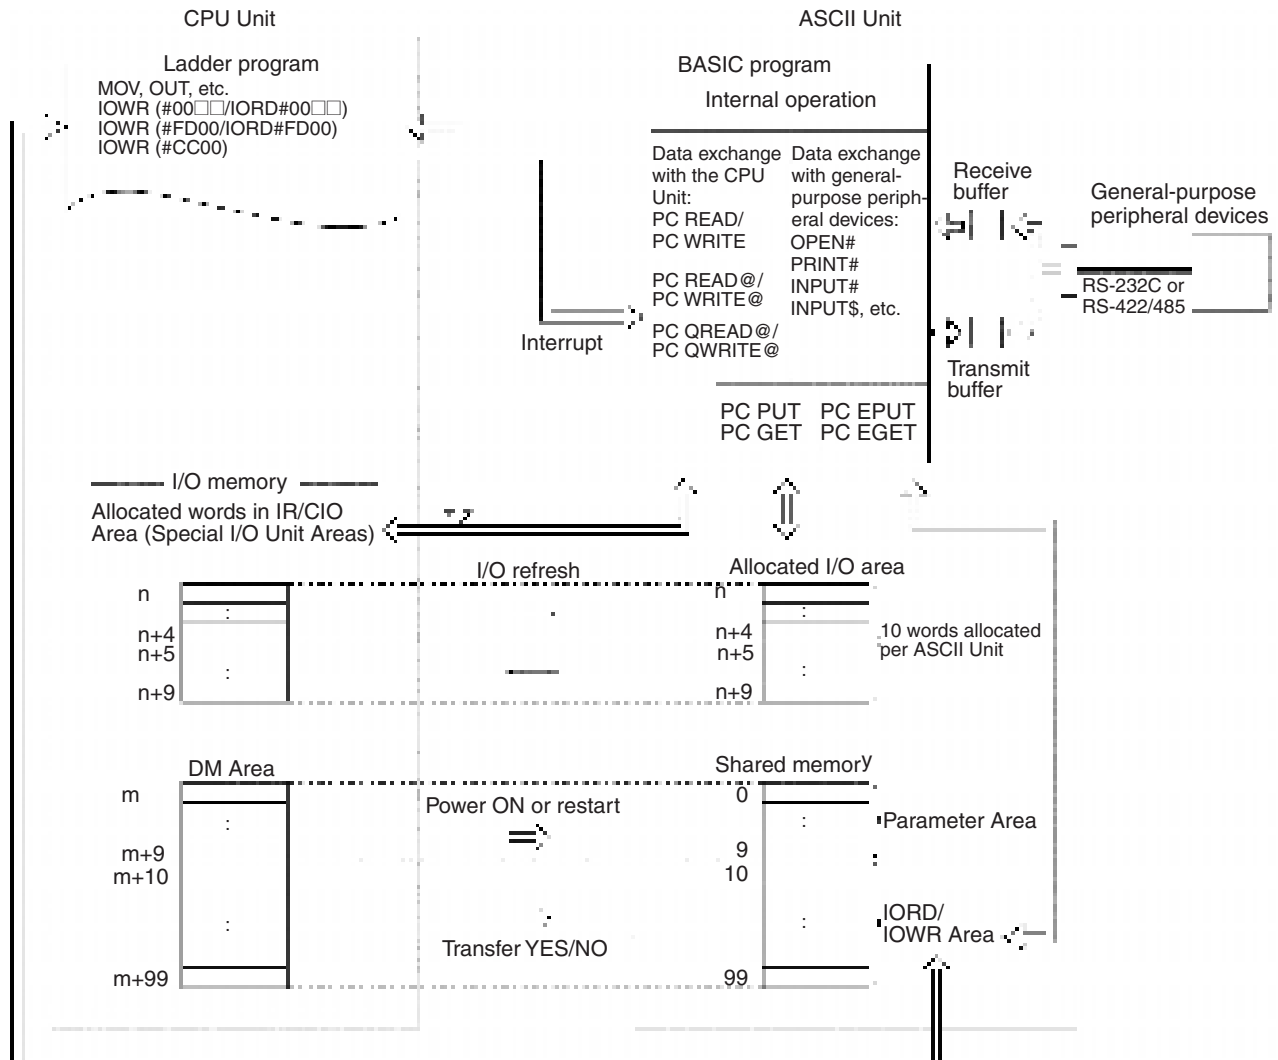 CPU Unit
ASCII Unit
Ladder program
MOV, OUT, etc.
IOWR (#00□□/IORD#00□□)
IOWR (#FD00/IORD#FD00)
IOWR (#CC00)
BASIC program
Internal operation
Data exchange
with the CPU
Unit:
PC READ/
PC WRITE
PC READ@/
PC WRITE@
PC QREAD@/
PC QWRITE@
Data exchange
with general-
purpose periph-
eral devices:
OPEN#
PRINT#
INPUT#
INPUT$, etc.
Receive
buffer
General-purpose
peripheral devices
RS-232C or
RS-422/485
Interrupt
Transmit
buffer
PC PUT PC EPUT
PC GET PC EGET
I/O memory
Allocated words in IR/CIO
Area (Special I/O Unit Areas)
I/O refresh
Allocated I/O area
n
:
n+4
n+5
:
n+9
n
:
n+4
n+5
:
n+9
10 words allocated
per ASCII Unit
DM Area
Shared memory
m
:
m+9
m+10
:
m+99
Power ON or restart
Transfer YES/NO
0
:
9
10
:
99
Parameter Area
IORD/
IOWR Area